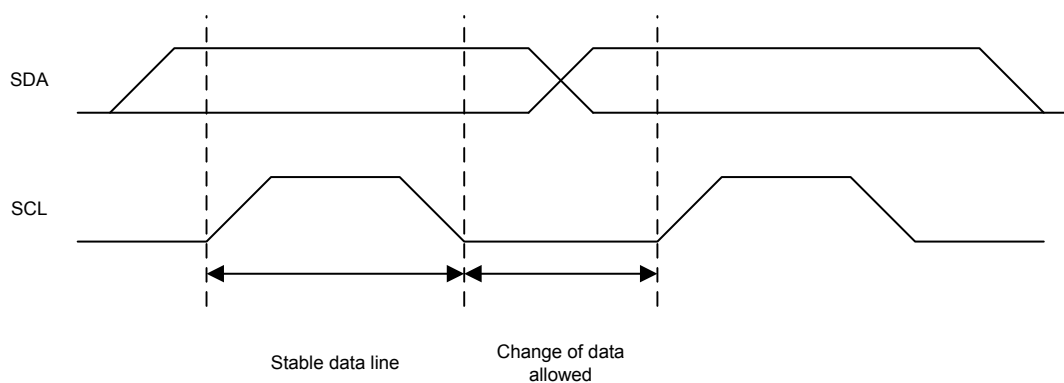 SDA
SCL
Stable data line
Change of data
allowed